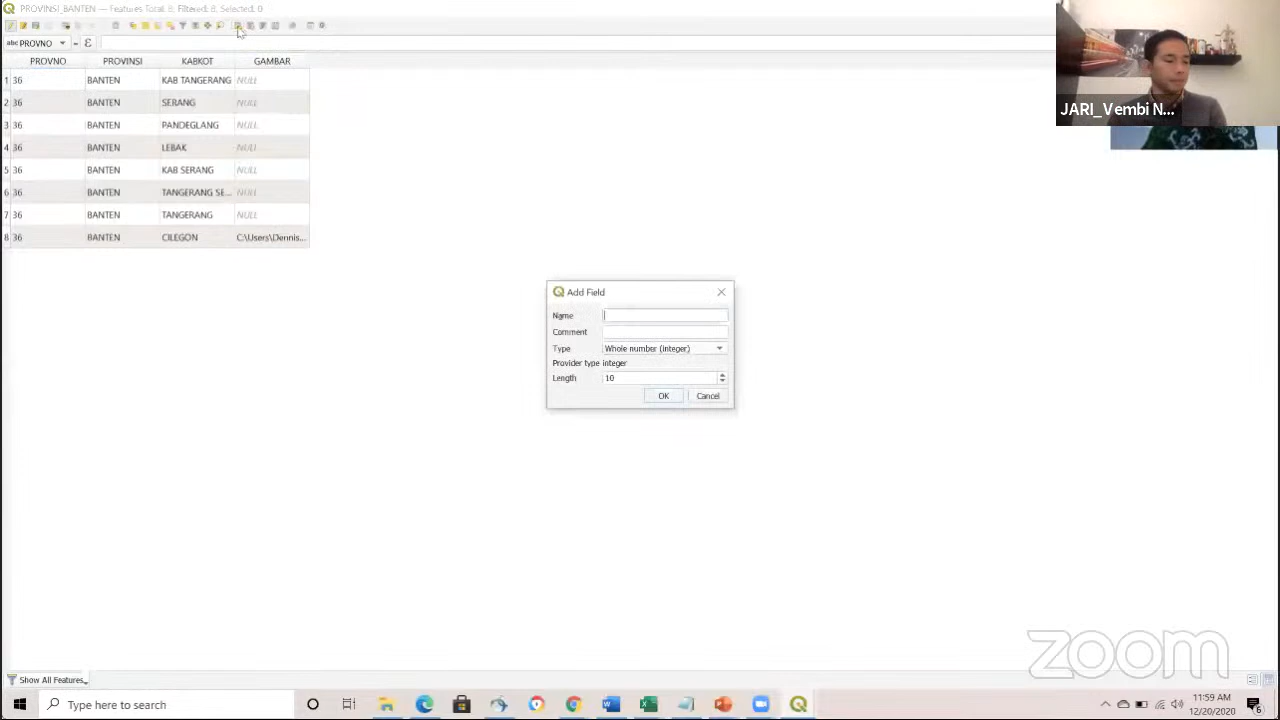 PROVINSI_BANTEN — Features Total: 8, Filtered: 8, Selected: 0
abc PROVNO = ε
PROVNO PROVINSI KABKOT GAMBAR
1 36 BANTEN KAB TANGERANG NULL
2 36 BANTEN SERANG NULL
3 36 BANTEN PANDEGLANG NULL
4 36 BANTEN LEBAK NULL
5 36 BANTEN KAB SERANG NULL
6 36 BANTEN TANGERANG SE... NULL
7 36 BANTEN TANGERANG NULL
8 36 BANTEN CILEGON C:\Users\Dennis...
Add Field
Name
Comment
Type Whole number (integer)
Provider type integer
Length 10
OK Cancel
JARI_Vembi N...
zoom
Show All Features
Type here to search
11:59 AM
12/20/2020
6